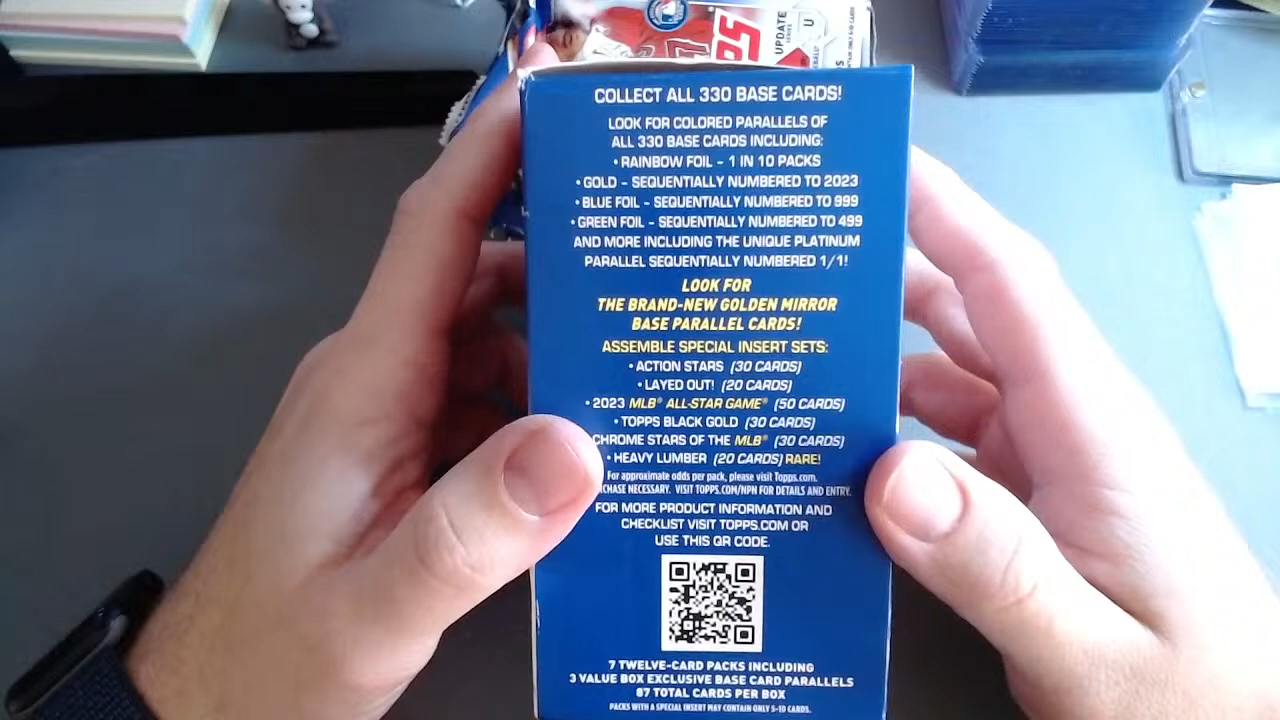 PS
UPDATE
SERIES
U
COLLECT ALL 330 BASE CARDS!
LOOK FOR COLORED PARALLELS OF
ALL 330 BASE CARDS INCLUDING:
• RAINBOW FOIL – 1 IN 10 PACKS
• GOLD – SEQUENTIALLY NUMBERED TO 2023
• BLUE FOIL – SEQUENTIALLY NUMBERED TO 999
• GREEN FOIL – SEQUENTIALLY NUMBERED TO 499
AND MORE INCLUDING THE UNIQUE PLATINUM
PARALLEL SEQUENTIALLY NUMBERED 1/1!
LOOK FOR
THE BRAND-NEW GOLDEN MIRROR
BASE PARALLEL CARDS!
ASSEMBLE SPECIAL INSERT SETS:
• ACTION STARS (30 CARDS)
• LAYED OUT! (20 CARDS)
• 2023 MLB® ALL-STAR GAME® (50 CARDS)
• TOPPS BLACK GOLD (30 CARDS)
CHROME STARS OF THE MLB® (30 CARDS)
• HEAVY LUMBER (20 CARDS) RARE!
For approximate odds per pack, please visit Topps.com.
CHASE NECESSARY. VISIT TOPPS.COM/NPN FOR DETAILS AND ENTRY.
FOR MORE PRODUCT INFORMATION AND
CHECKLIST VISIT TOPPS.COM OR
USE THIS QR CODE.
7 TWELVE-CARD PACKS INCLUDING
3 VALUE BOX EXCLUSIVE BASE CARD PARALLELS
87 TOTAL CARDS PER BOX
PACKS WITH A SPECIAL INSERT MAY CONTAIN ONLY 5-10 CARDS.